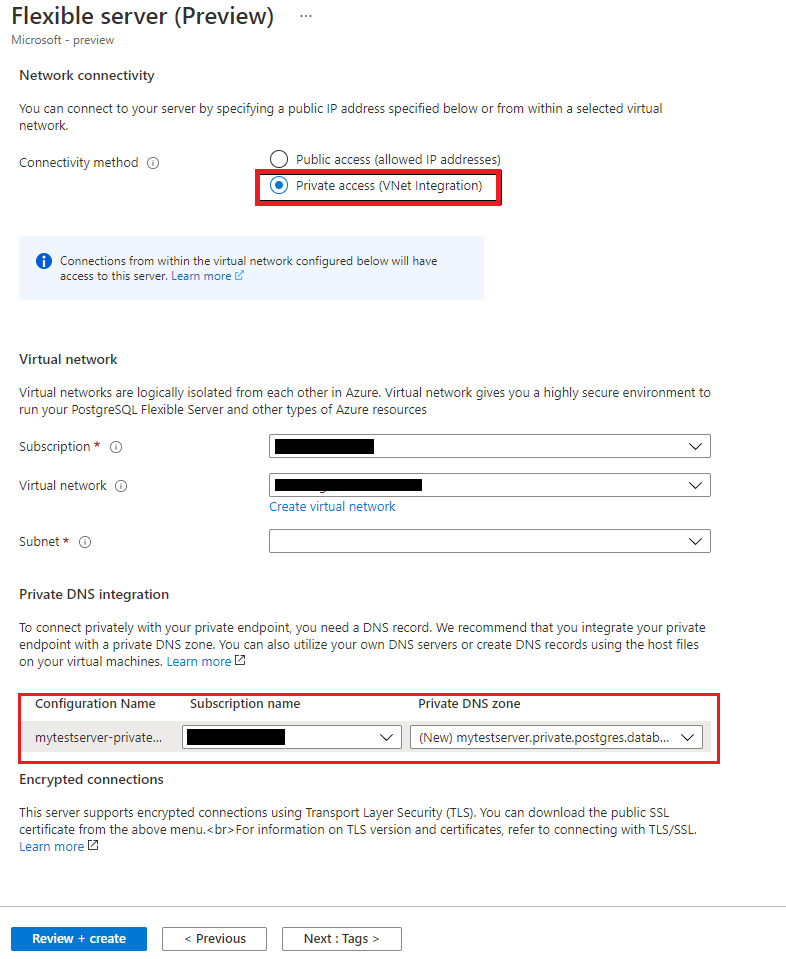 Flexible server (Preview) ...
Microsoft - preview
Network connectivity
You can connect to your server by specifying a public IP address specified below or from within a selected virtual
network.
Connectivity method
Public access (allowed IP addresses)
Private access (VNet Integration)
Connections from within the virtual network configured below will have
access to this server. Learn more
Virtual network
Virtual networks are logically isolated from each other in Azure. Virtual network gives you a highly secure environment to
run your PostgreSQL Flexible Server and other types of Azure resources
Subscription *
Virtual network
Create virtual network
Subnet *
Private DNS integration
To connect privately with your private endpoint, you need a DNS record. We recommend that you integrate your private
endpoint with a private DNS zone. You can also utilize your own DNS servers or create DNS records using the host files
on your virtual machines. Learn more
Configuration Name Subscription name Private DNS zone
mytestserver-private... (New) mytestserver.private.postgres.datab...
Encrypted connections
This server supports encrypted connections using Transport Layer Security (TLS). You can download the public SSL
certificate from the above menu.<br>For information on TLS version and certificates, refer to connecting with TLS/SSL.
Learn more
Review + create < Previous Next : Tags >